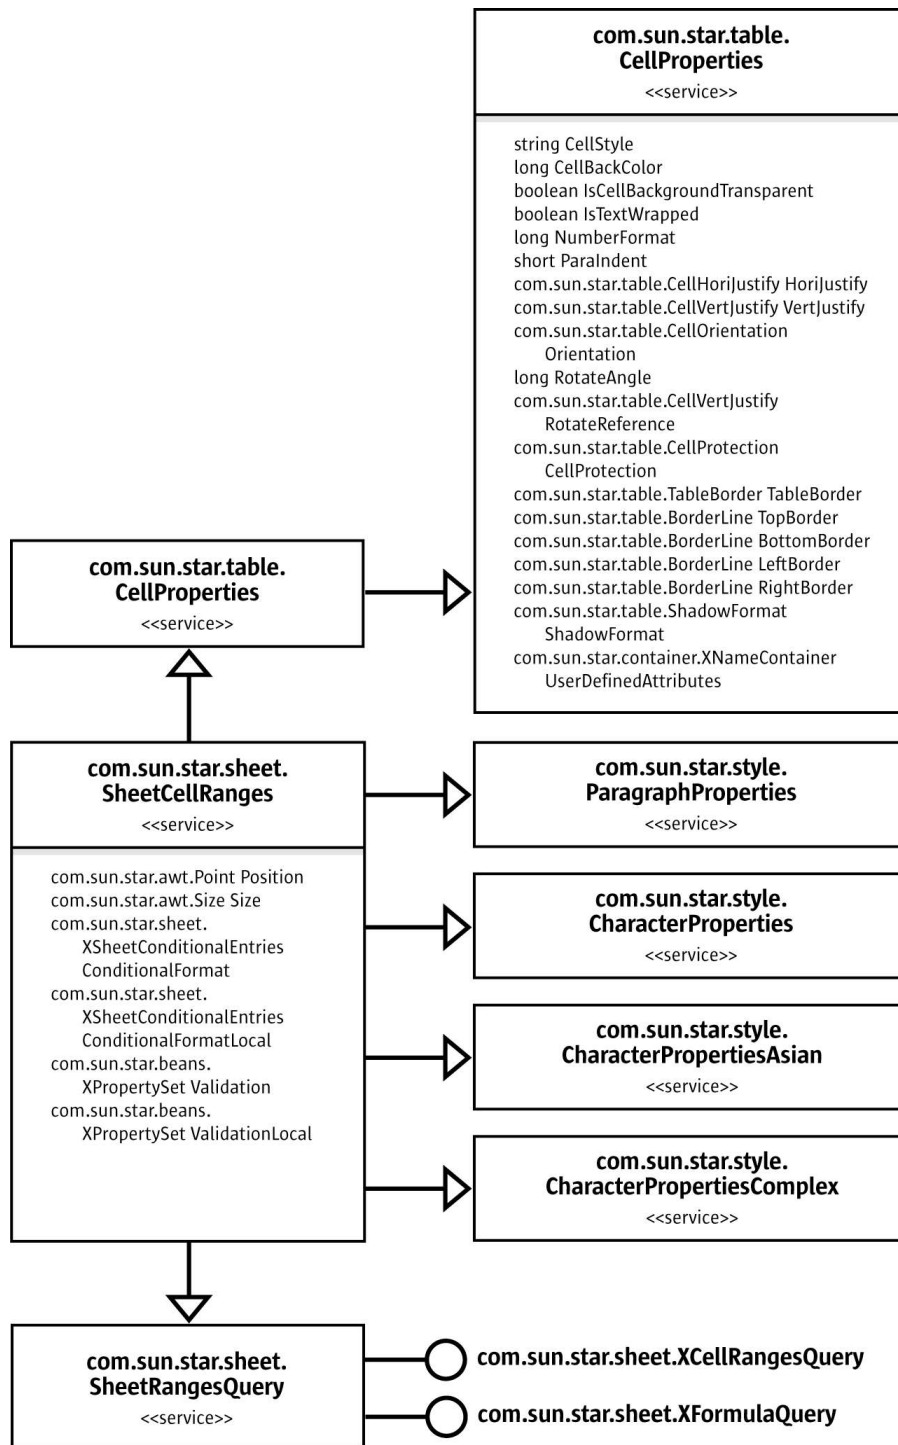 com.sun.star.table.
CellProperties
<<service>>
string CellStyle
long CellBackColor
boolean IsCellBackgroundTransparent
boolean IsTextWrapped
long NumberFormat
short ParaIndent
com.sun.star.table.CellHoriJustify HoriJustify
com.sun.star.table.CellVertJustify VertJustify
com.sun.star.table.CellOrientation
Orientation
long RotateAngle
com.sun.star.table.CellVertJustify
RotateReference
com.sun.star.table.CellProtection
CellProtection
com.sun.star.table.TableBorder TableBorder
com.sun.star.table.BorderLine TopBorder
com.sun.star.table.BorderLine BottomBorder
com.sun.star.table.BorderLine LeftBorder
com.sun.star.table.BorderLine RightBorder
com.sun.star.table.ShadowFormat
ShadowFormat
com.sun.star.container.XNameContainer
UserDefinedAttributes
com.sun.star.table.
CellProperties
<<service>>
com.sun.star.sheet.
SheetCellRanges
<<service>>
com.sun.star.awt.Point Position
com.sun.star.awt.Size Size
com.sun.star.sheet.
XSheetConditionalEntries
ConditionalFormat
com.sun.star.sheet.
XSheetConditionalEntries
ConditionalFormatLocal
com.sun.star.beans.
XPropertySet Validation
com.sun.star.beans.
XPropertySet ValidationLocal
com.sun.star.style.
ParagraphProperties
<<service>>
com.sun.star.style.
CharacterProperties
<<service>>
com.sun.star.style.
CharacterPropertiesAsian
<<service>>
com.sun.star.style.
CharacterPropertiesComplex
<<service>>
com.sun.star.sheet.
SheetRangesQuery
<<service>>
com.sun.star.sheet.XCellRangesQuery
com.sun.star.sheet.XFormulaQuery